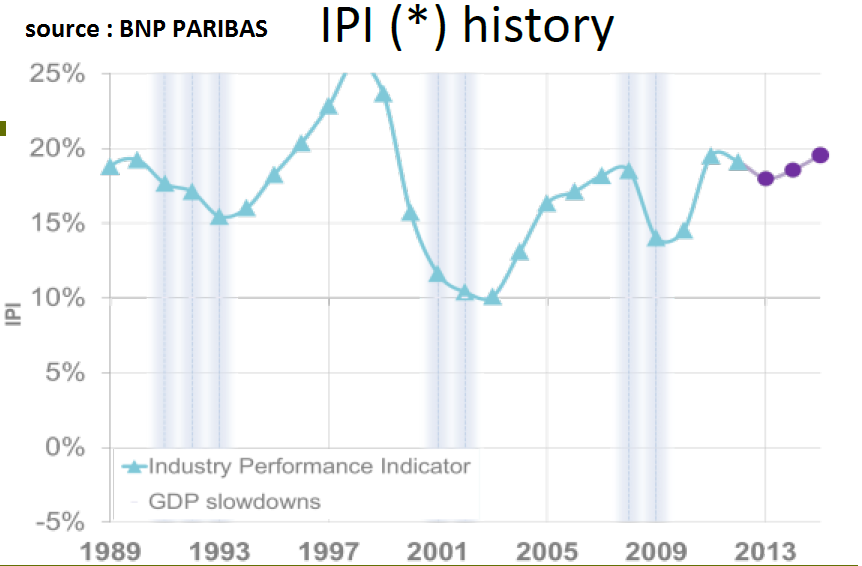 source : BNP PARIBAS
IPI (*) history
25%
20%
15%
10%
5%
0%
-5%
IPI
Industry Performance Indicator
GDP slowdowns
1989 1993 1997 2001 2005 2009 2013